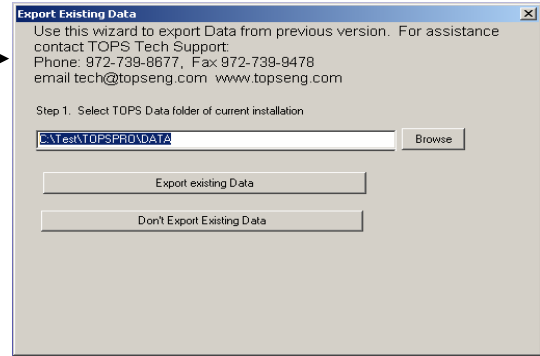 Export Existing Data
Use this wizard to export Data from previous version. For assistance
contact TOPS Tech Support:
Phone: 972-739-8677, Fax 972-739-9478
email tech@topseng.com www.topseng.com
Step 1. Select TOPS Data folder of current installation
C:\Test\TOPSPRO\DATA
Browse
Export existing Data
Don't Export Existing Data